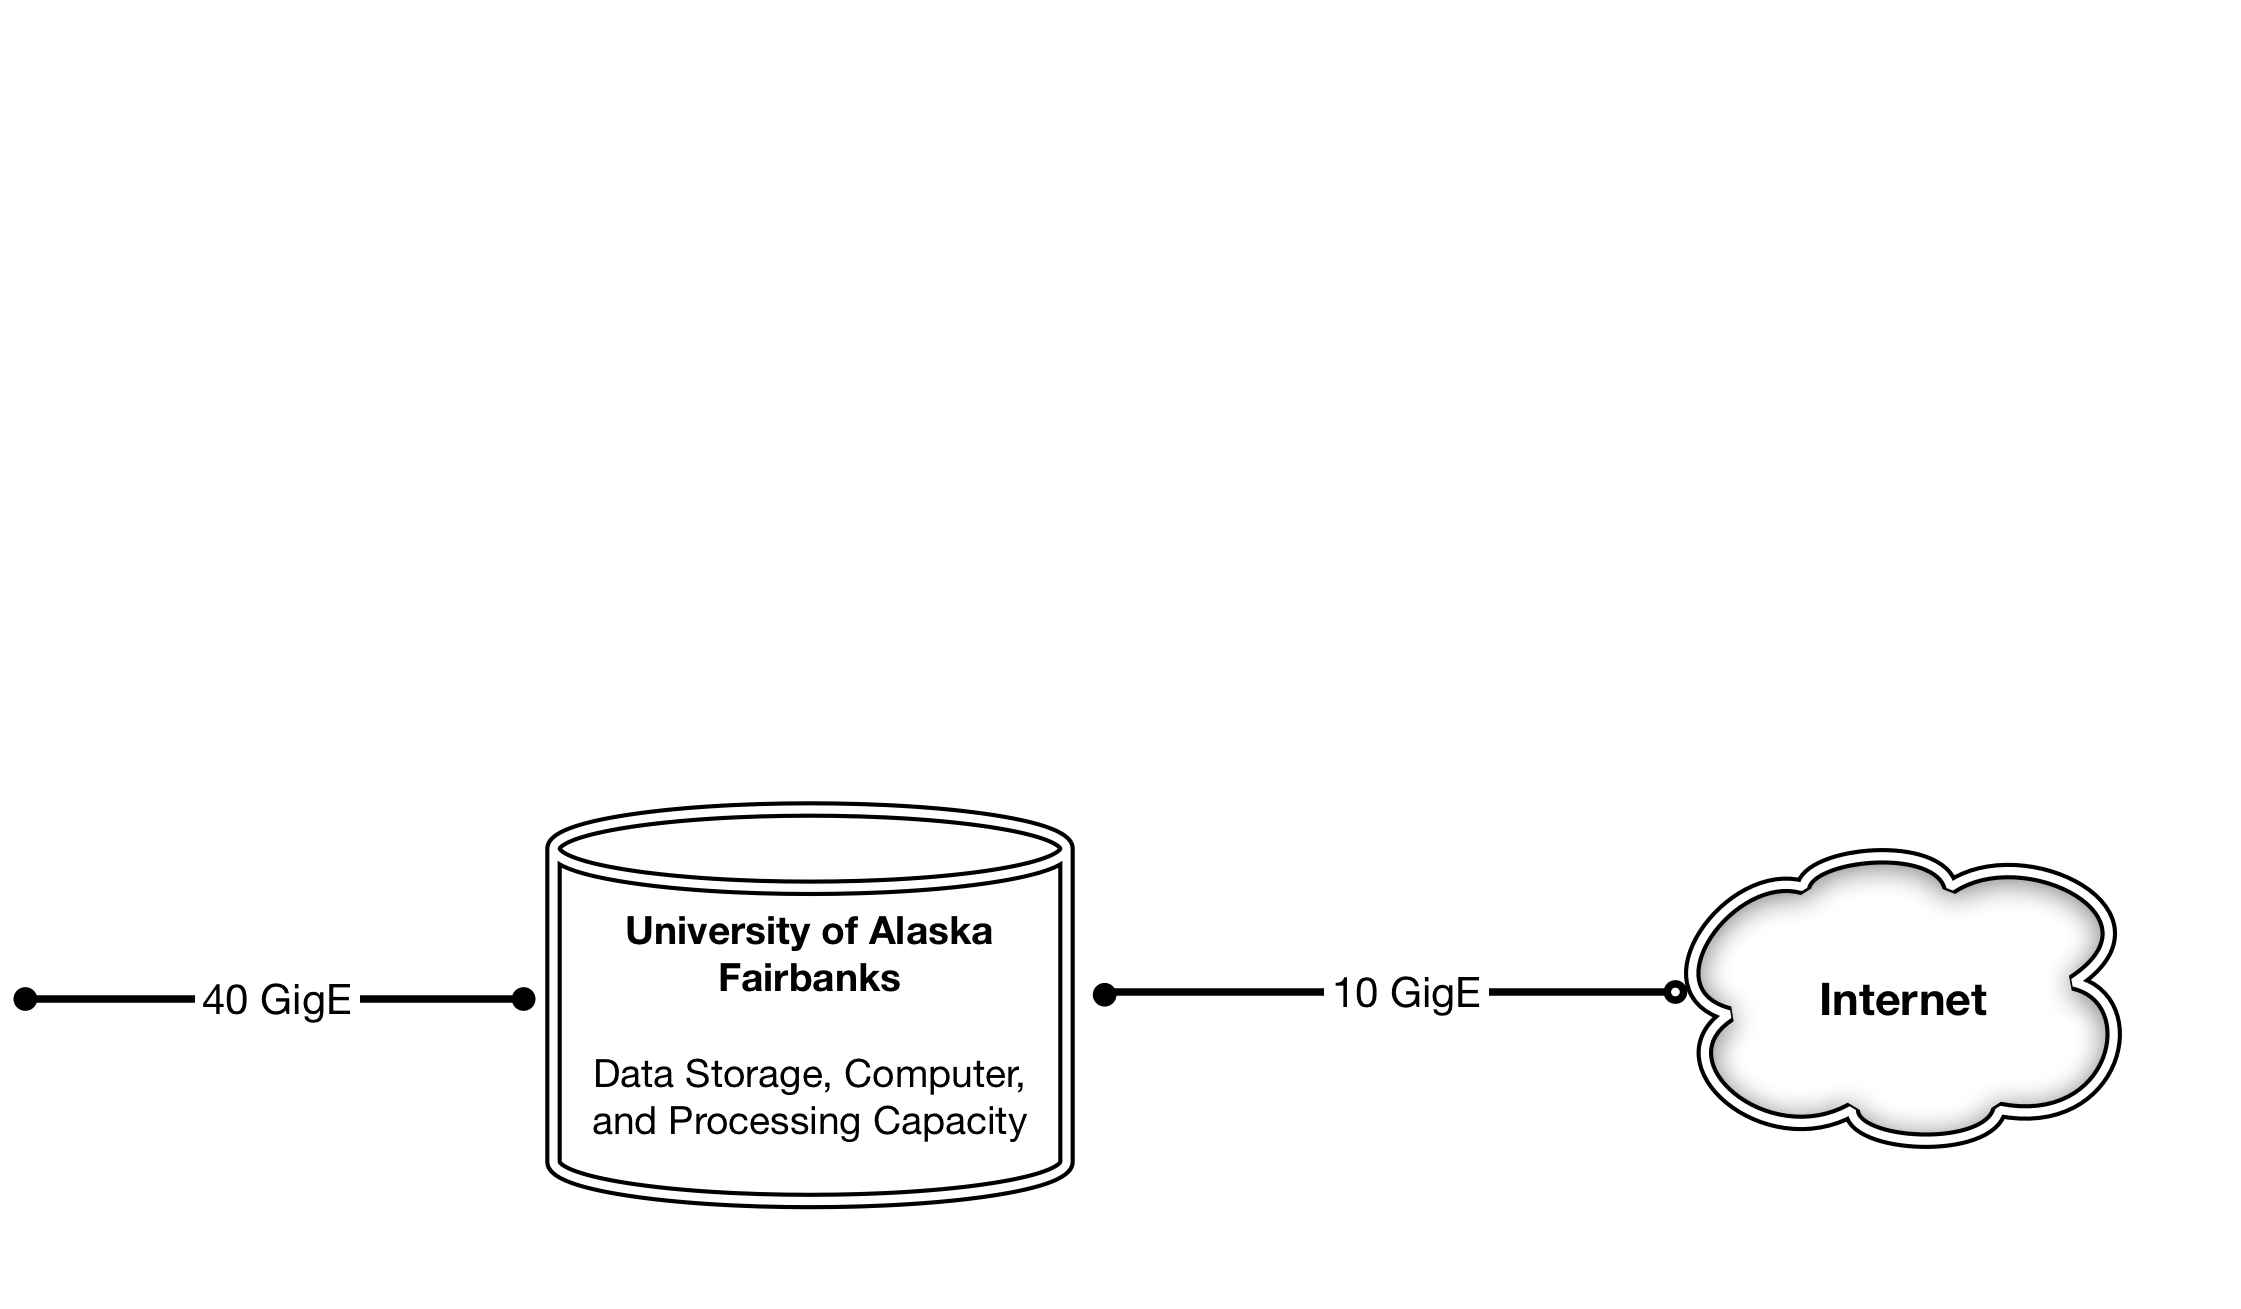 University of Alaska
Fairbanks
40 GigE
10 GigE
Internet
Data Storage, Computer,
and Processing Capacity